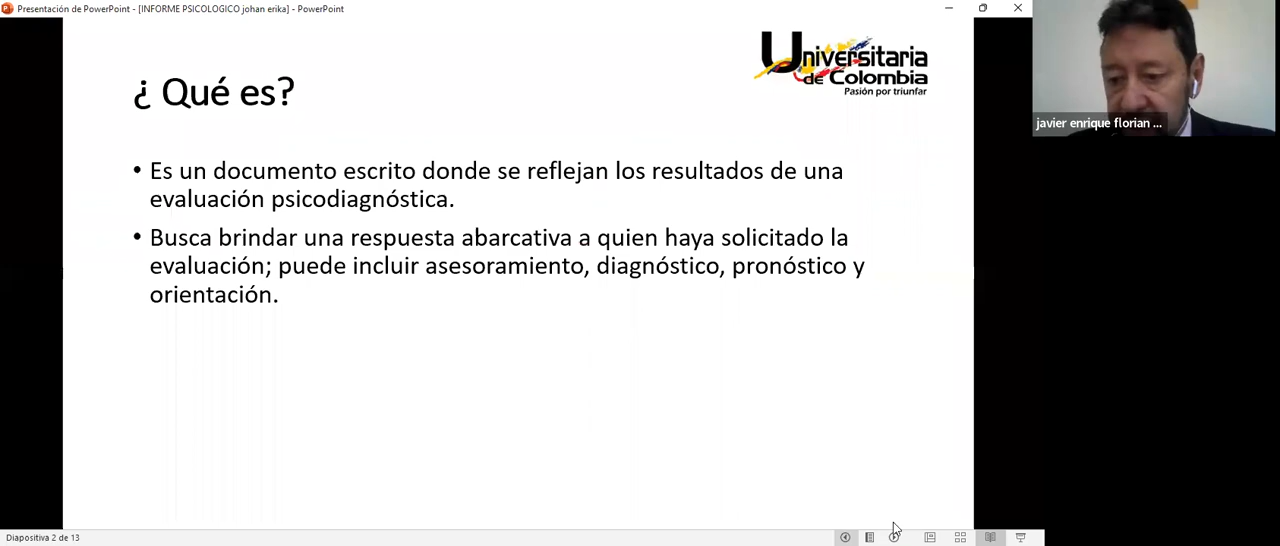 Presentación de PowerPoint - [INFORME PSICOLOGICO johan erika] - PowerPoint
Universitaria
de Colombia
Pasión por triunfar
¿ Qué es?
javier enrique florian ...
• Es un documento escrito donde se reflejan los resultados de una
evaluación psicodiagnóstica.
• Busca brindar una respuesta abarcativa a quien haya solicitado la
evaluación; puede incluir asesoramiento, diagnóstico, pronóstico y
orientación.
Diapositiva 2 de 13